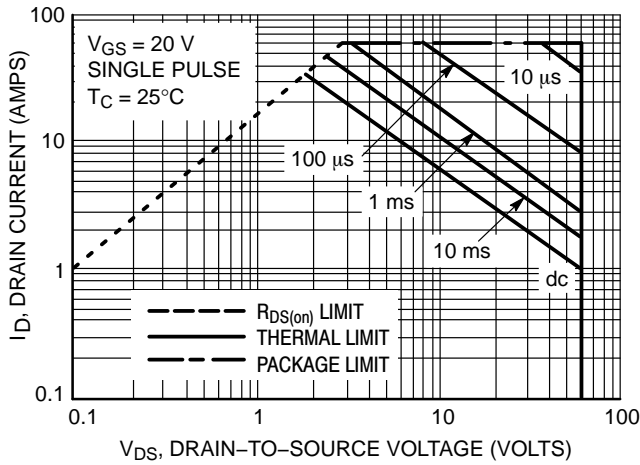 V_GS = 20 V
SINGLE PULSE
T_C = 25°C
10 μs
100 μs
1 ms
10 ms
dc
R_DS(on) LIMIT
THERMAL LIMIT
PACKAGE LIMIT
100
10
1
0.1
0.1
1
10
100
I_D, DRAIN CURRENT (AMPS)
V_DS, DRAIN−TO−SOURCE VOLTAGE (VOLTS)